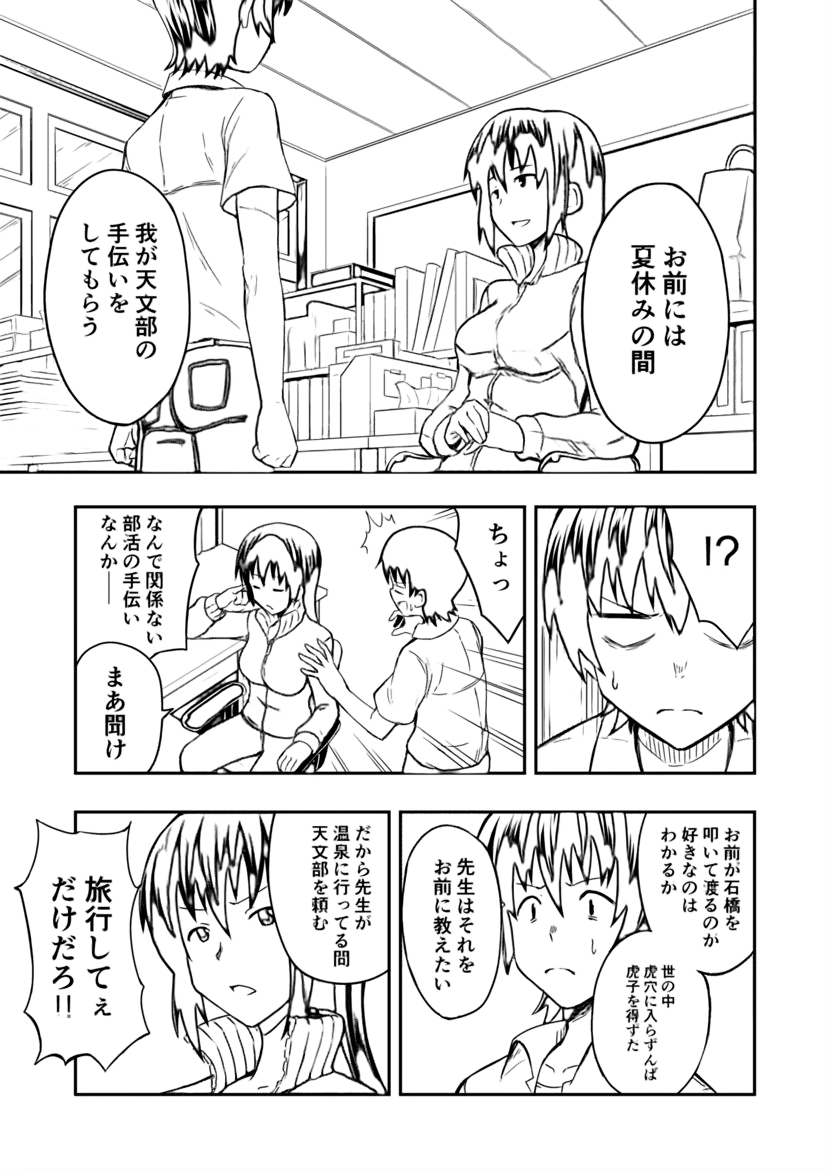 お前には
夏休みの間
我が天文部の
手伝いを
してもらう
!?
ちょっ
なんで関係ない
部活の手伝い
なんか──
まあ聞け
お前が石橋を
叩いて渡るのか
好きなのは
わかるか
世の中
虎穴に入らずんば
虎子を得ずた
先生はそれを
お前に教えたい
だから先生が
温泉に行ってる問
天文部を頼む
旅行してぇ
だけだろ!!